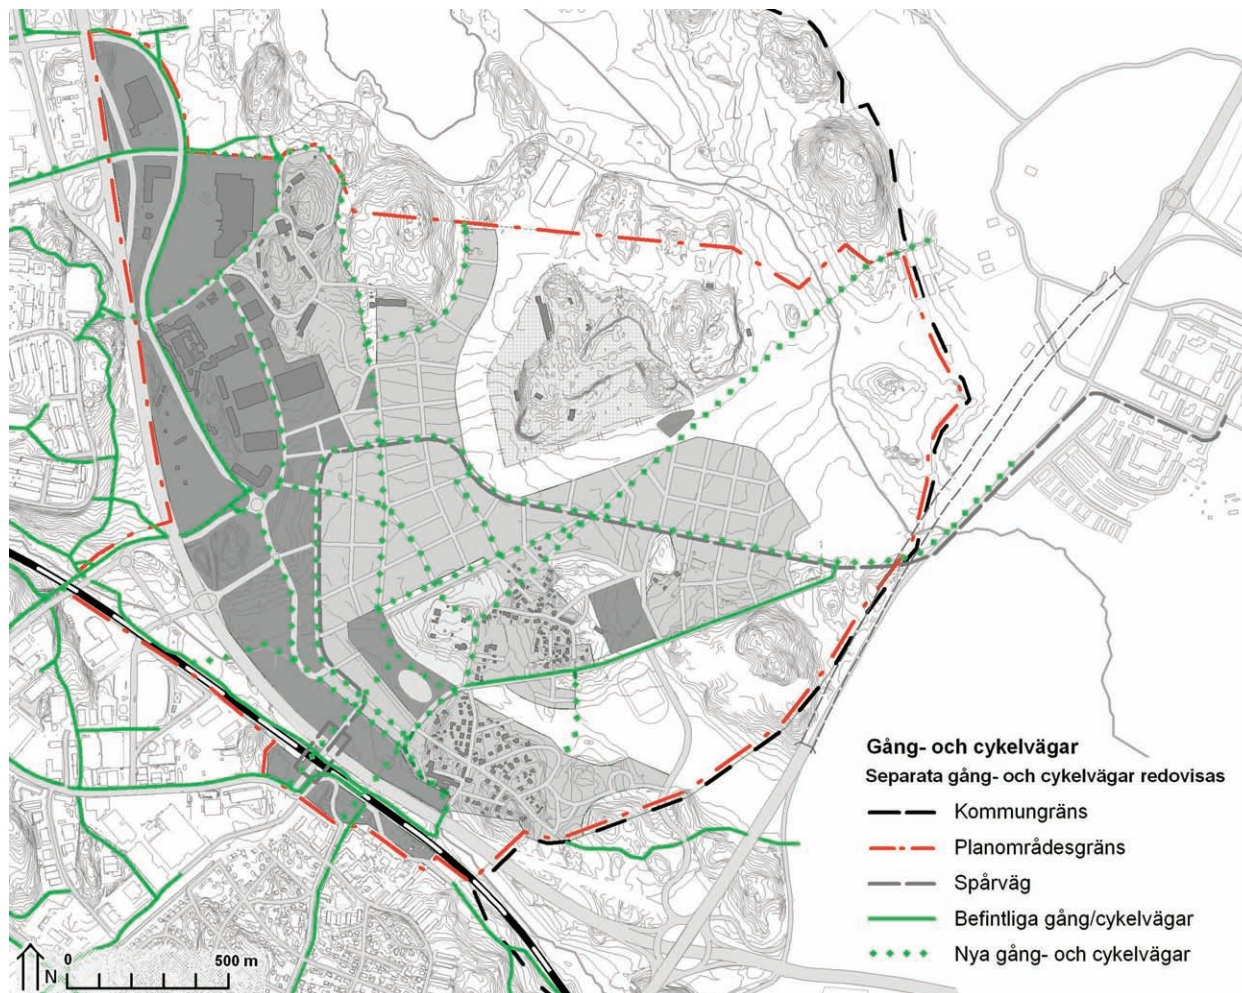 Gång- och cykelvägar
Separata gång- och cykelvägar redovisas
Kommungräns
Planområdesgräns
Spårväg
Befintliga gång/cykelvägar
Nya gång- och cykelvägar
N 0 500 m